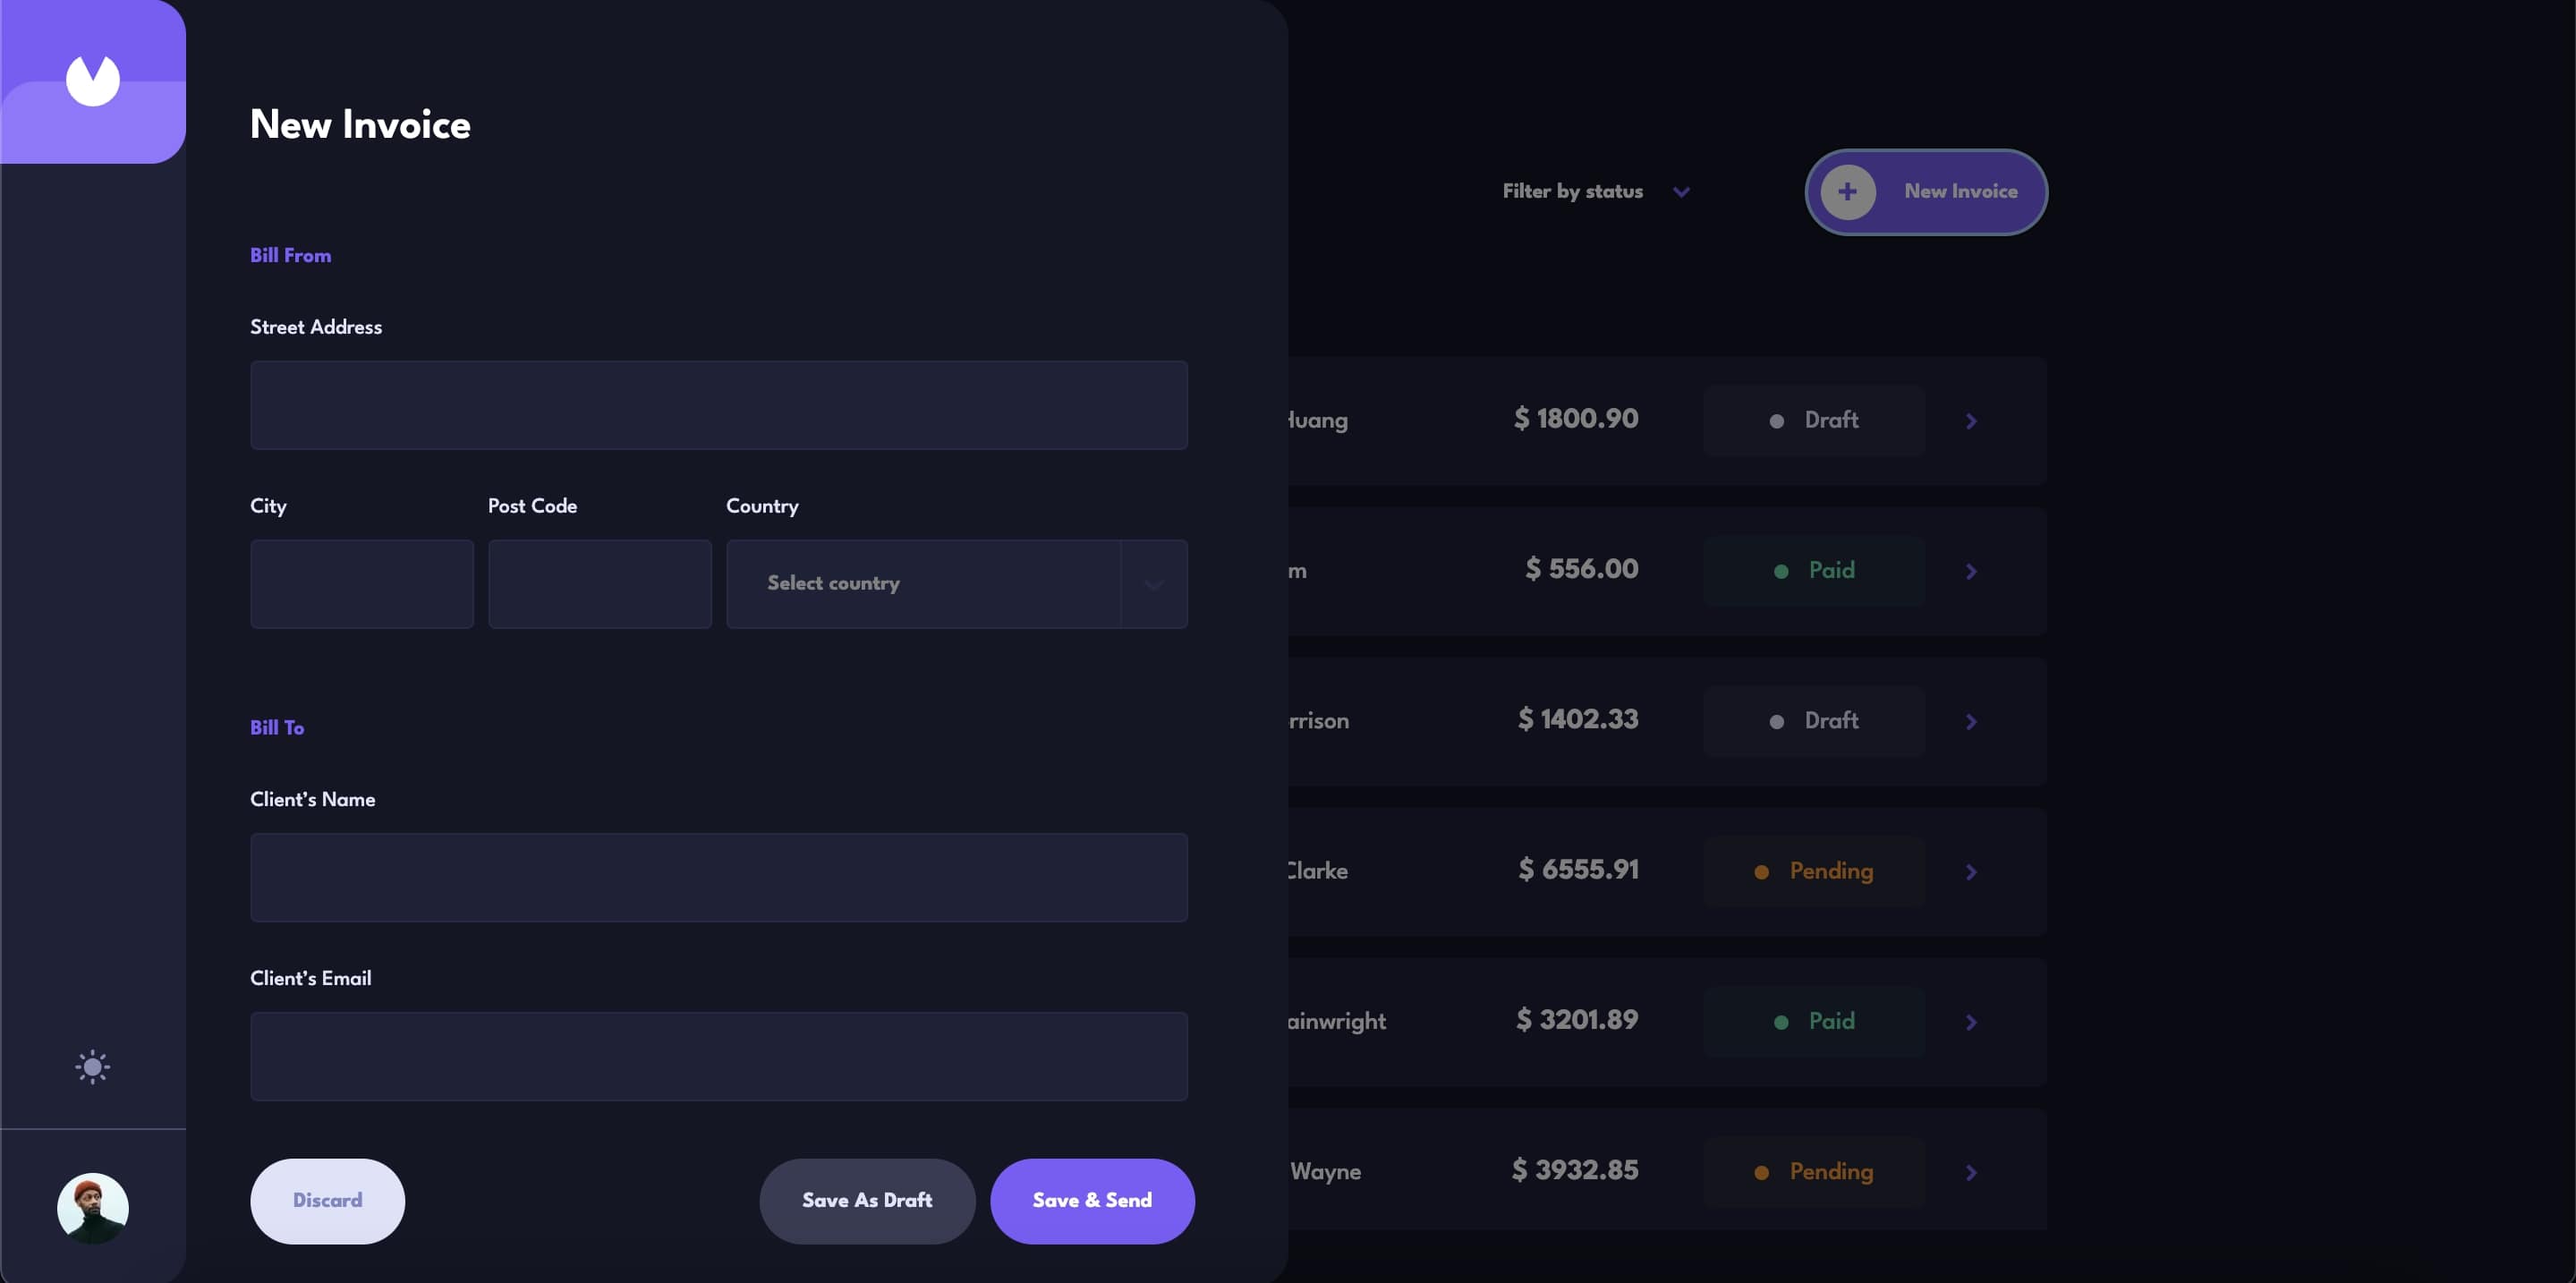 New Invoice
Bill From
Street Address
City Post Code Country
Select country
Bill To
Client’s Name
Client’s Email
Discard Save As Draft Save & Send
Filter by status New Invoice
Huang $ 1800.90 Draft
$ 556.00 Paid
rrison $ 1402.33 Draft
Clarke $ 6555.91 Pending
ainwright $ 3201.89 Paid
Wayne $ 3932.85 Pending